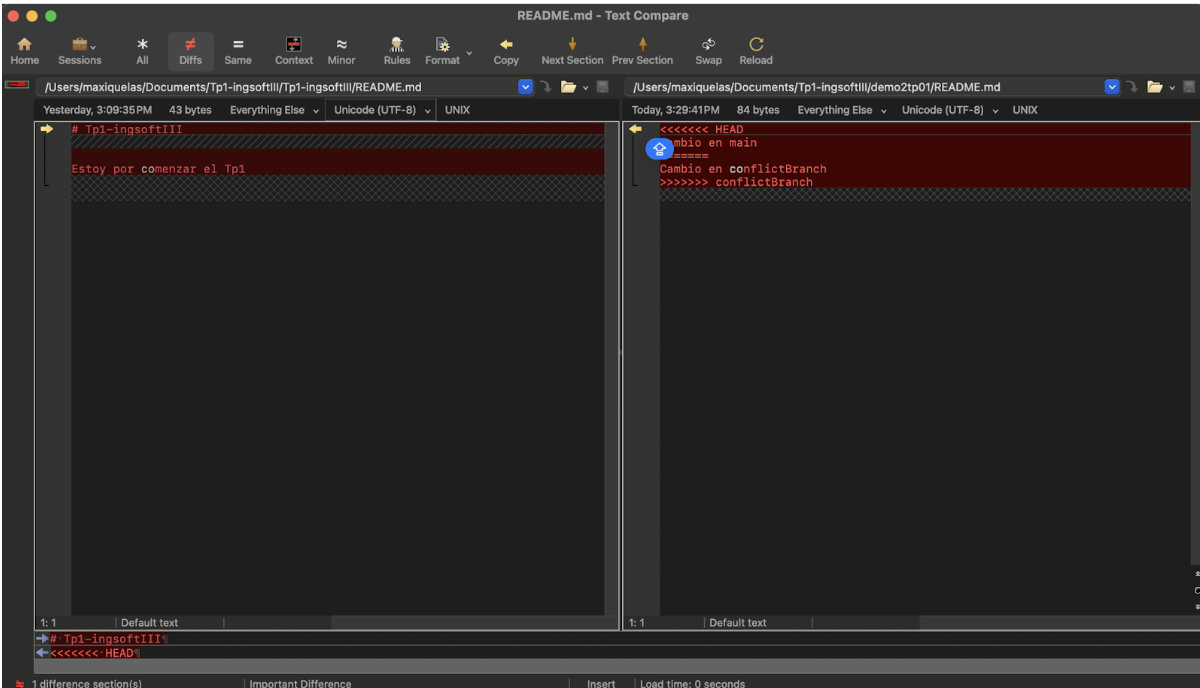 README.md - Text Compare
Home Sessions All Diffs Same Context Minor Rules Format Copy Next Section Prev Section Swap Reload
/Users/maxiquelas/Documents/Tp1-ingsoftIII/Tp1-ingsoftIII/README.md
Yesterday, 3:09:35 PM 43 bytes Everything Else Unicode (UTF-8) UNIX
# Tp1-ingsoftIII
Estoy por comenzar el Tp1
1: 1 Default text
/Users/maxiquelas/Documents/Tp1-ingsoftIII/demo2tp01/README.md
Today, 3:29:41 PM 84 bytes Everything Else Unicode (UTF-8) UNIX
<<<<<<< HEAD
mbio en main
======
Cambio en conflictBranch
>>>>>>> conflictBranch
1: 1 Default text
# Tp1-ingsoftIII¶
<<<<<<< HEAD¶
1 difference section(s) Important Difference Insert Load time: 0 seconds